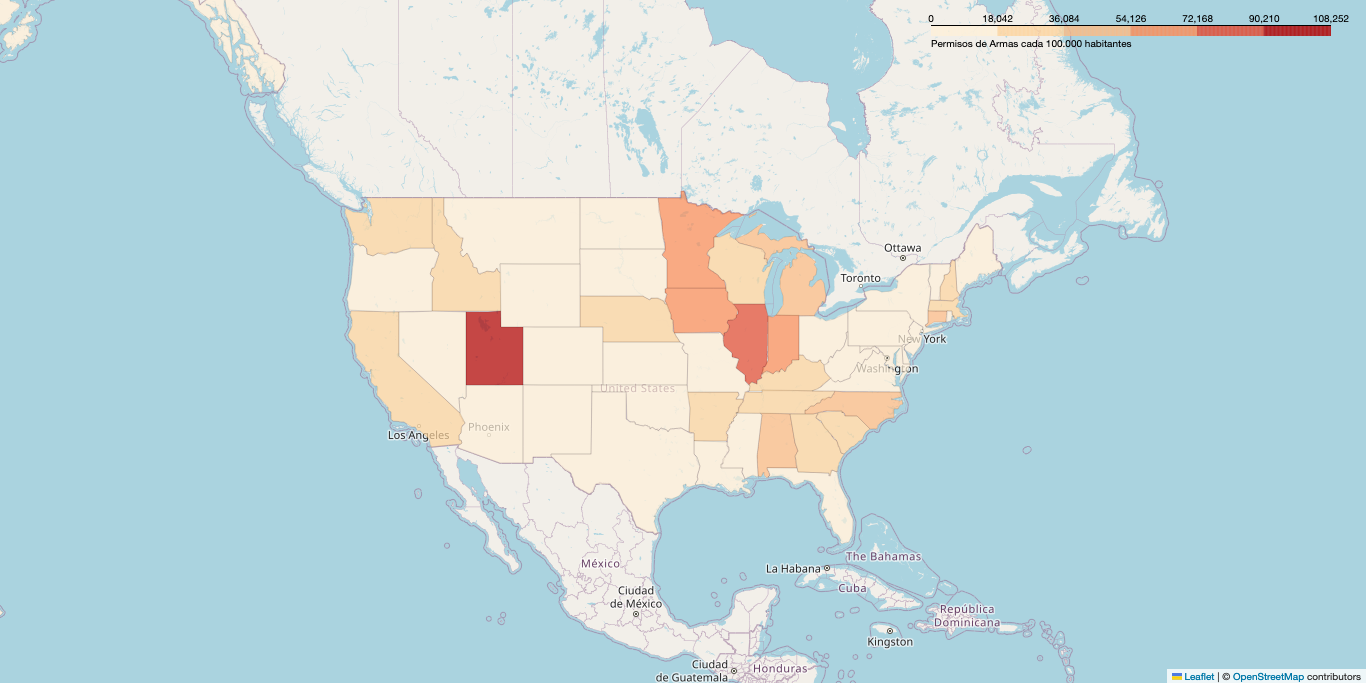 0 18,042 36,084 54,126 72,168 90,210 108,252
Permisos de Armas cada 100.000 habitantes
Ottawa
Toronto
New York
Washington
United States
Phoenix
Los Angeles
The Bahamas
México
La Habana
Cuba
Ciudad
de México
República
Dominicana
Kingston
Ciudad
de Guatemala
Honduras
Leaflet | © OpenStreetMap contributors